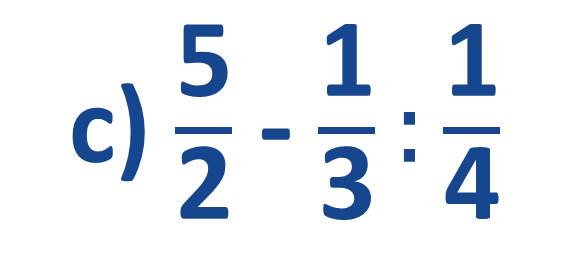 c) 5/2 - 1/3 : 1/4